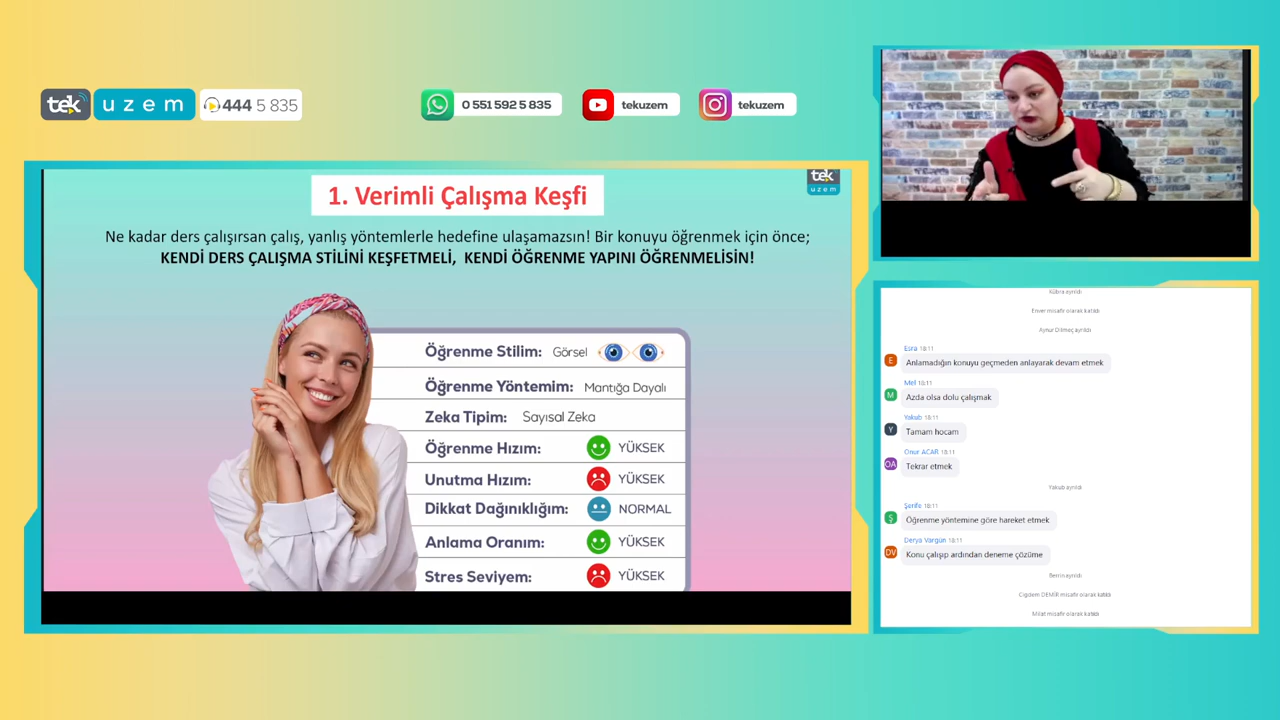 tek uzem 444 5 835
0 551 592 5 835
tekuzem
tekuzem
tek
uzem
1. Verimli Çalışma Keşfi
Ne kadar ders çalışırsan çalış, yanlış yöntemlerle hedefine ulaşamazsın! Bir konuyu öğrenmek için önce;
KENDİ DERS ÇALIŞMA STİLİNİ KEŞFETMELİ, KENDİ ÖĞRENME YAPINI ÖĞRENMELİSİN!
Öğrenme Stilim: Görsel
Öğrenme Yöntemim: Mantığa Dayalı
Zeka Tipim: Sayısal Zeka
Öğrenme Hızım: YÜKSEK
Unutma Hızım: YÜKSEK
Dikkat Dağınıklığım: NORMAL
Anlama Oranım: YÜKSEK
Stres Seviyem: YÜKSEK
Kübra ayrıldı
Enver misafir olarak katıldı
Aynur Dilmeç ayrıldı
Esra 18:11
E
Anlamadığın konuyu geçmeden anlayarak devam etmek
Mel 18:11
M
Azda olsa dolu çalışmak
Yakub 18:11
Y
Tamam hocam
Onur ACAR 18:11
OA
Tekrar etmek
Yakub ayrıldı
Şerife 18:11
Ş
Öğrenme yöntemine göre hareket etmek
Derya Vargün 18:11
DV
Konu çalışıp ardından deneme çözüme
Berrin ayrıldı
Cigdem DEMİR misafir olarak katıldı
Milat misafir olarak katıldı